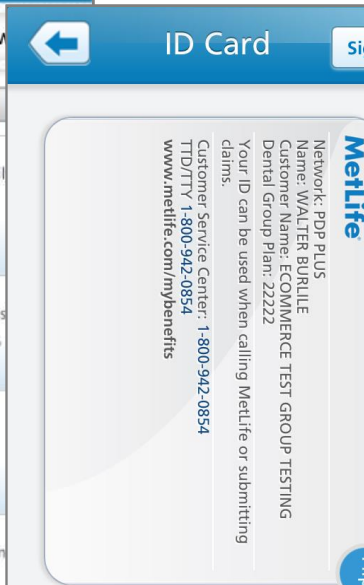 ID Card
MetLife
Network: PDP PLUS
Name: WALTER BURLILE
Customer Name: ECOMMERCE TEST GROUP TESTING
Dental Group Plan: 22222
Your ID can be used when calling MetLife or submitting
claims.
Customer Service Center: 1-800-942-0854
TTD/TTY 1-800-942-0854
www.metlife.com/mybenefits